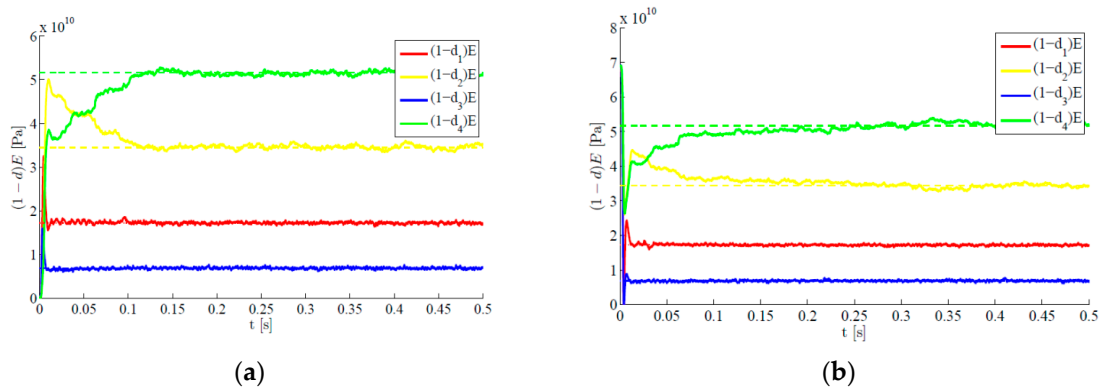 x 10^10
6
5
4
3
2
1
0
(1−d)E [Pa]
0 0.05 0.1 0.15 0.2 0.25 0.3 0.35 0.4 0.45 0.5
t [s]
(1−d₁)E
(1−d₂)E
(1−d₃)E
(1−d₄)E
(a)
x 10^10
8
7
6
5
4
3
2
1
0
(1−d)E [Pa]
0 0.05 0.1 0.15 0.2 0.25 0.3 0.35 0.4 0.45 0.5
t [s]
(1−d₁)E
(1−d₂)E
(1−d₃)E
(1−d₄)E
(b)